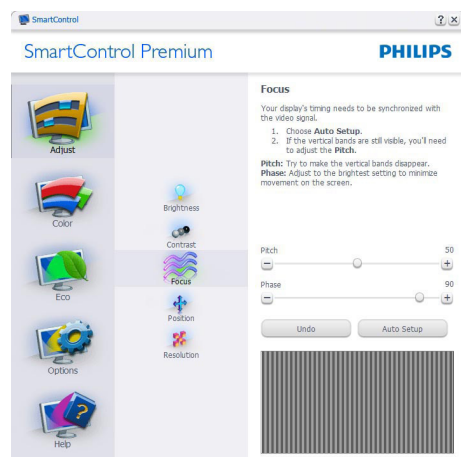 SmartControl
SmartControl Premium
PHILIPS
Adjust
Color
Eco
Options
Help
Brightness
Contrast
Focus
Position
Resolution
Focus
Your display's timing needs to be synchronized with
the video signal.
1. Choose Auto Setup.
2. If the vertical bands are still visible, you'll need
to adjust the Pitch.
Pitch: Try to make the vertical bands disappear.
Phase: Adjust to the brightest setting to minimize
movement on the screen.
Pitch 50
Phase 90
Undo Auto Setup